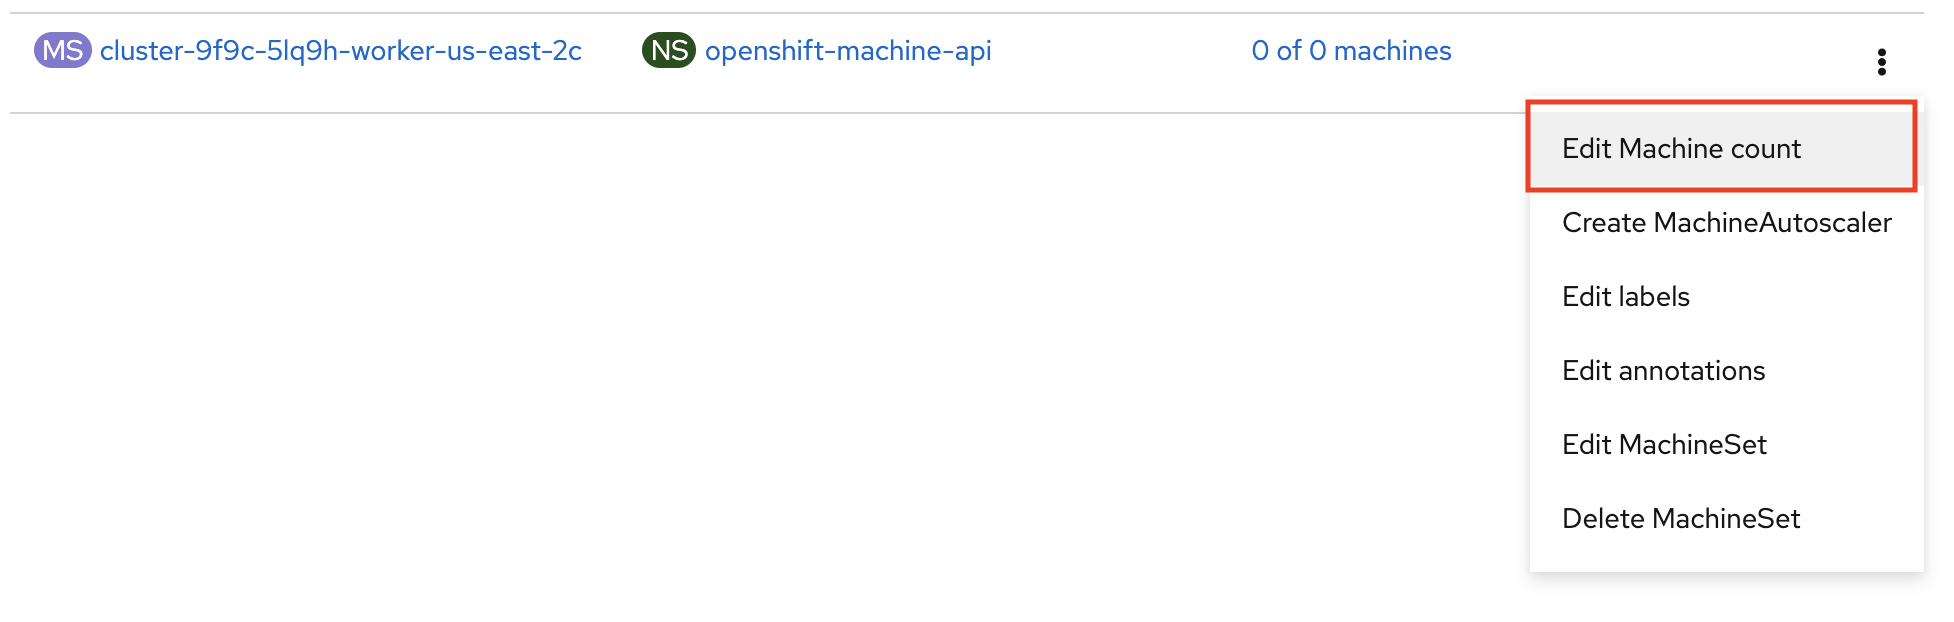 MS cluster-9f9c-5lq9h-worker-us-east-2c NS openshift-machine-api 0 of 0 machines
Edit Machine count
Create MachineAutoscaler
Edit labels
Edit annotations
Edit MachineSet
Delete MachineSet